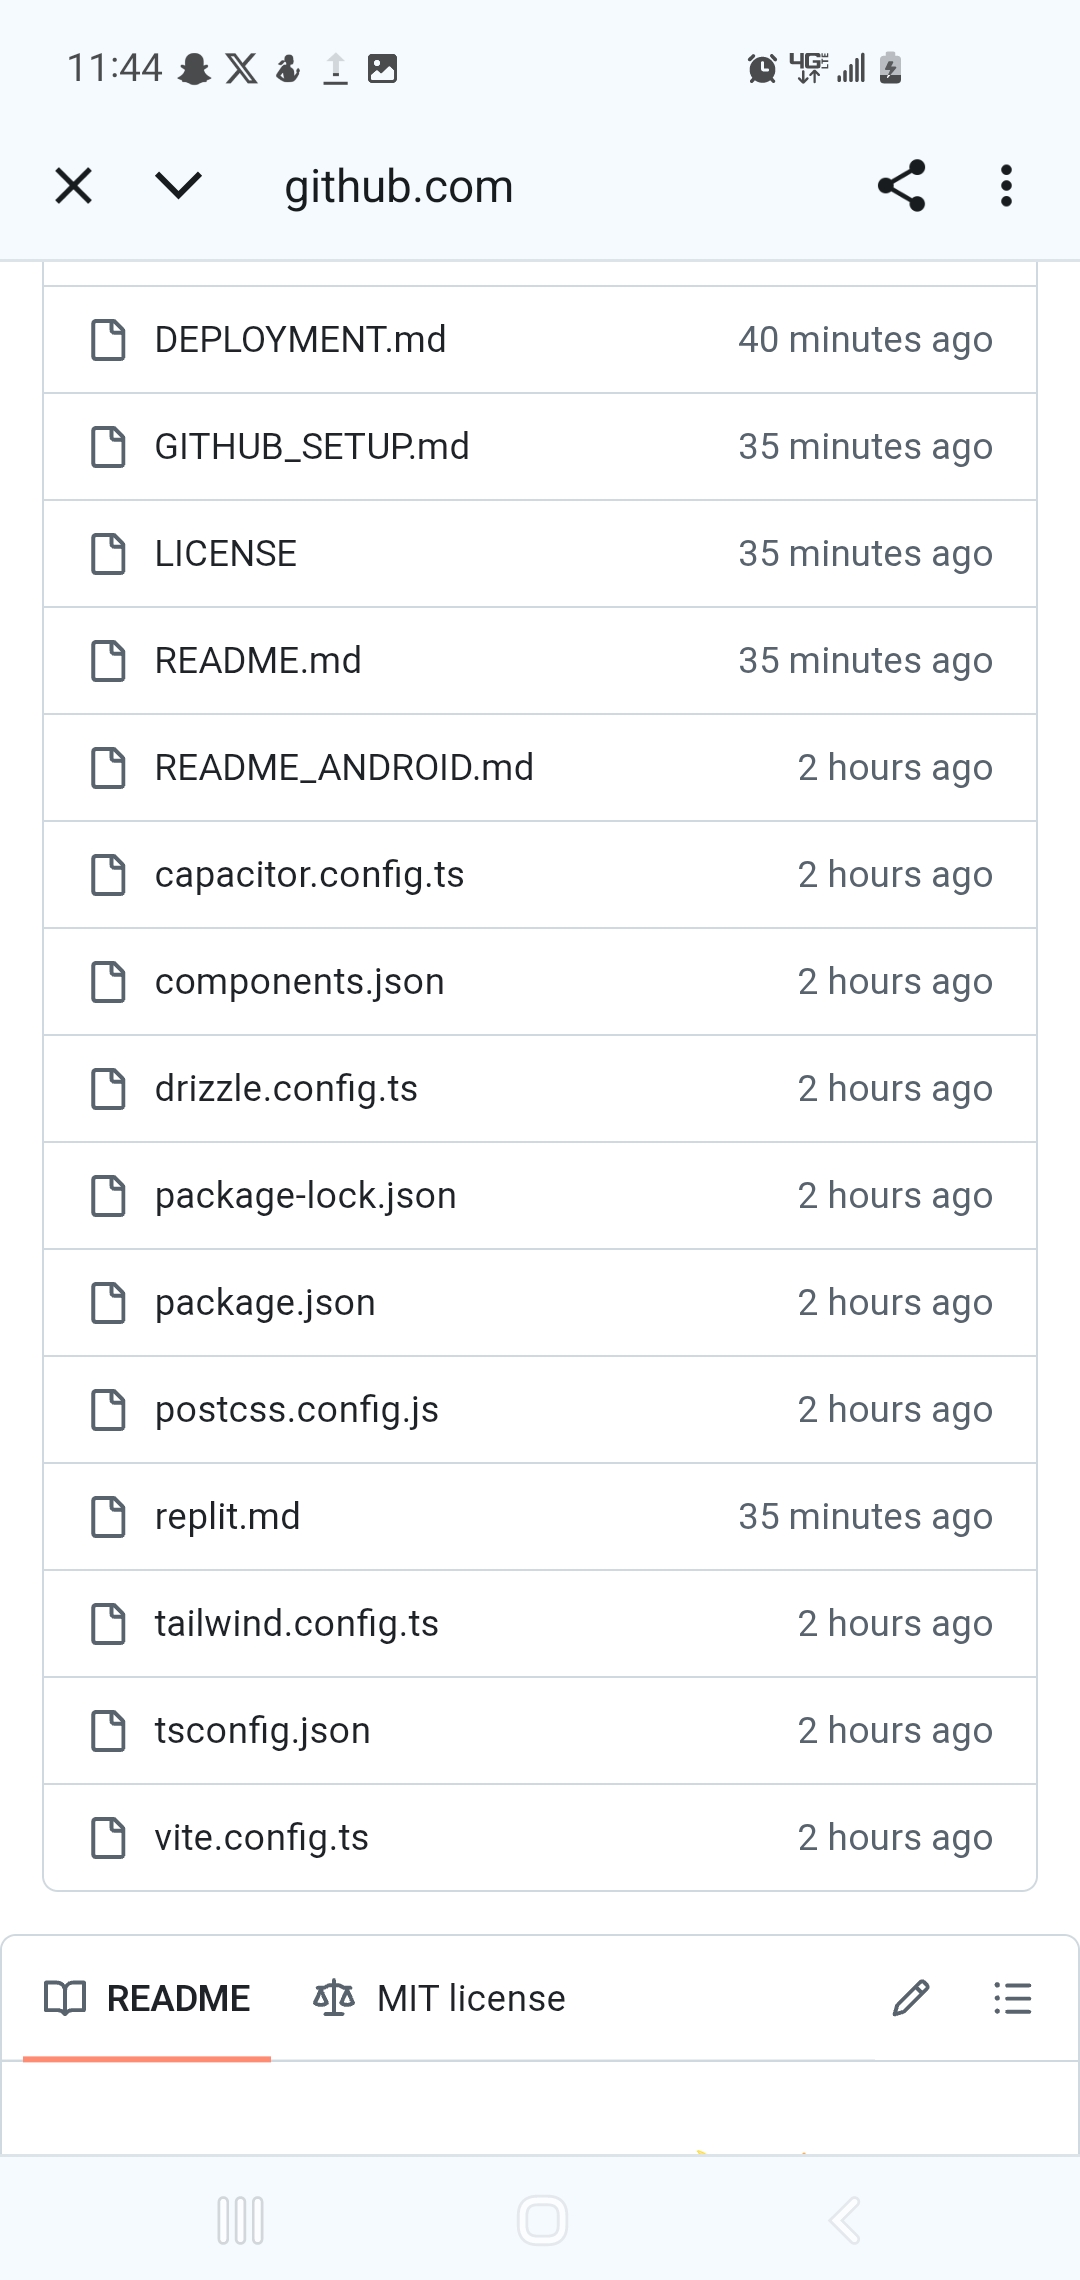 11:44
4G LTE
github.com
DEPLOYMENT.md 40 minutes ago
GITHUB_SETUP.md 35 minutes ago
LICENSE 35 minutes ago
README.md 35 minutes ago
README_ANDROID.md 2 hours ago
capacitor.config.ts 2 hours ago
components.json 2 hours ago
drizzle.config.ts 2 hours ago
package-lock.json 2 hours ago
package.json 2 hours ago
postcss.config.js 2 hours ago
replit.md 35 minutes ago
tailwind.config.ts 2 hours ago
tsconfig.json 2 hours ago
vite.config.ts 2 hours ago
README MIT license